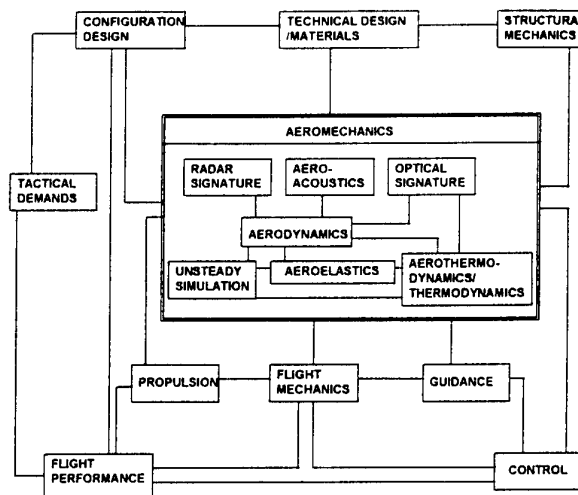 CONFIGURATION
DESIGN
TECHNICAL DESIGN
/MATERIALS
STRUCTURAL
MECHANICS
AEROMECHANICS
RADAR
SIGNATURE
AERO-
ACOUSTICS
OPTICAL
SIGNATURE
TACTICAL
DEMANDS
AERODYNAMICS
UNSTEADY
SIMULATION
AEROELASTICS
AEROTHERMO-
DYNAMICS/
THERMODYNAMICS
PROPULSION
FLIGHT
MECHANICS
GUIDANCE
FLIGHT
PERFORMANCE
CONTROL